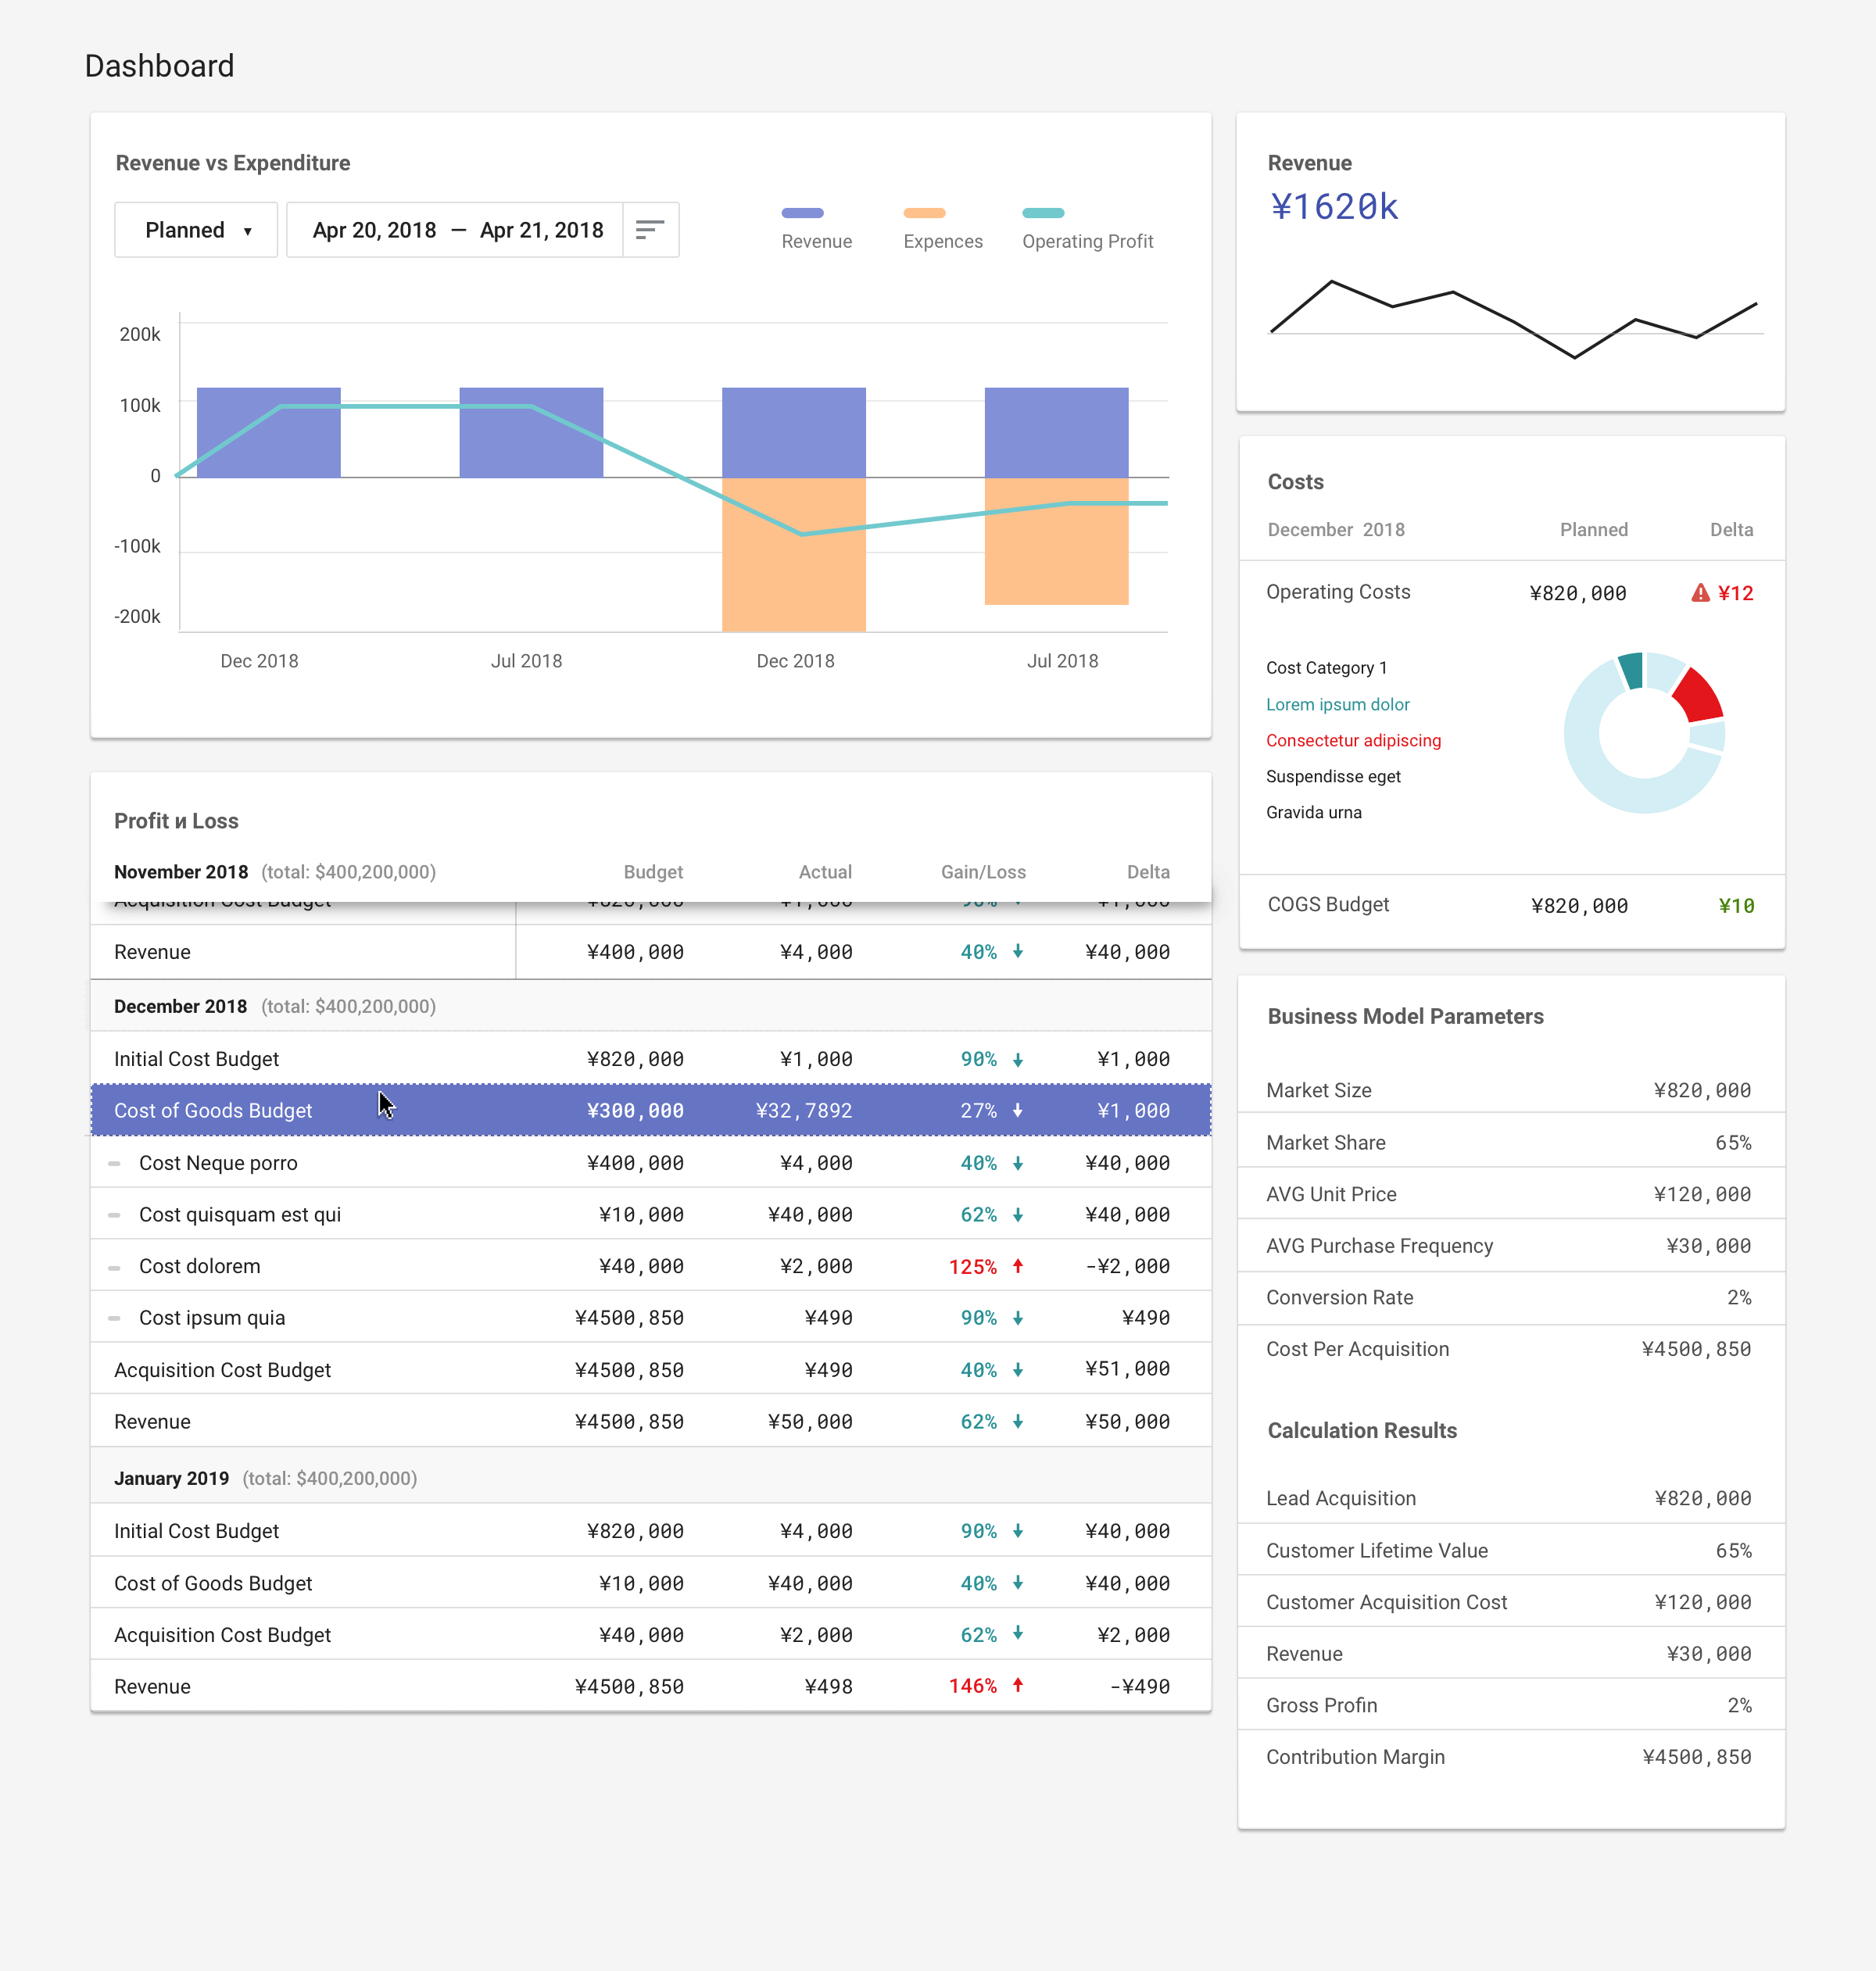 Dashboard
Revenue vs Expenditure
Planned ▾ Apr 20, 2018 — Apr 21, 2018
Revenue Expences Operating Profit
200k
100k
0
-100k
-200k
Dec 2018 Jul 2018 Dec 2018 Jul 2018
Profit и Loss
November 2018 (total: $400,200,000) Budget Actual Gain/Loss Delta
Acquisition Cost Budget
Revenue ¥400,000 ¥4,000 40% ↓ ¥40,000
December 2018 (total: $400,200,000)
Initial Cost Budget ¥820,000 ¥1,000 90% ↓ ¥1,000
Cost of Goods Budget ¥300,000 ¥32,7892 27% ↓ ¥1,000
Cost Neque porro ¥400,000 ¥4,000 40% ↓ ¥40,000
Cost quisquam est qui ¥10,000 ¥40,000 62% ↓ ¥40,000
Cost dolorem ¥40,000 ¥2,000 125% ↑ -¥2,000
Cost ipsum quia ¥4500,850 ¥490 90% ↓ ¥490
Acquisition Cost Budget ¥4500,850 ¥490 40% ↓ ¥51,000
Revenue ¥4500,850 ¥50,000 62% ↓ ¥50,000
January 2019 (total: $400,200,000)
Initial Cost Budget ¥820,000 ¥4,000 90% ↓ ¥40,000
Cost of Goods Budget ¥10,000 ¥40,000 40% ↓ ¥40,000
Acquisition Cost Budget ¥40,000 ¥2,000 62% ↓ ¥2,000
Revenue ¥4500,850 ¥498 146% ↑ -¥490
Revenue
¥1620k
Costs
December 2018 Planned Delta
Operating Costs ¥820,000 ¥12
Cost Category 1
Lorem ipsum dolor
Consectetur adipiscing
Suspendisse eget
Gravida urna
COGS Budget ¥820,000 ¥10
Business Model Parameters
Market Size ¥820,000
Market Share 65%
AVG Unit Price ¥120,000
AVG Purchase Frequency ¥30,000
Conversion Rate 2%
Cost Per Acquisition ¥4500,850
Calculation Results
Lead Acquisition ¥820,000
Customer Lifetime Value 65%
Customer Acquisition Cost ¥120,000
Revenue ¥30,000
Gross Profin 2%
Contribution Margin ¥4500,850